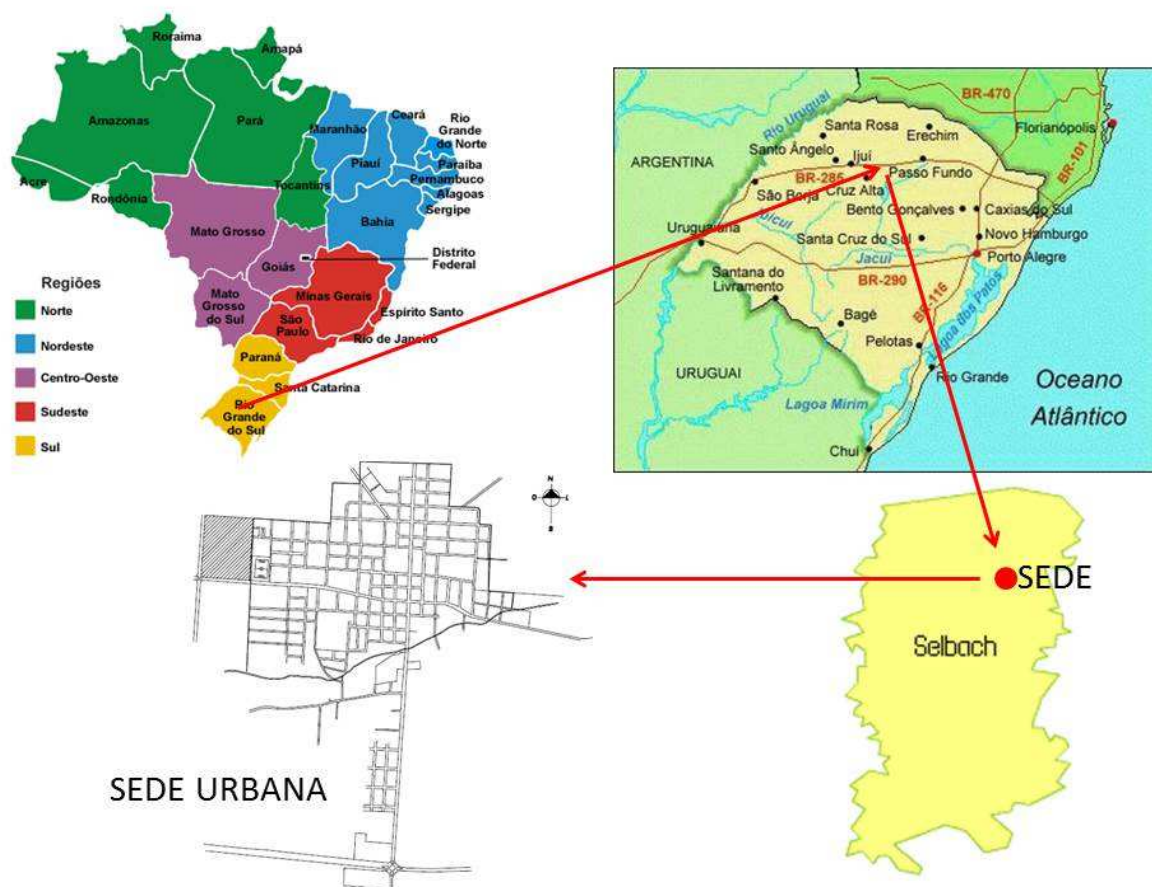 Roraima
Amapá
Amazonas
Pará
Acre
Rondônia
Tocantins
Maranhão
Ceará
Rio
Grande
do Norte
Piauí
Paraíba
Pernambuco
Alagoas
Sergipe
Bahia
Mato Grosso
Goiás
Distrito
Federal
Mato
Grosso
do Sul
Minas Gerais
Espírito Santo
São
Paulo
Rio de Janeiro
Paraná
Santa Catarina
Rio
Grande
do Sul
Regiões
Norte
Nordeste
Centro-Oeste
Sudeste
Sul
BR-470
Florianópolis
BR-101
Rio Uruguai
ARGENTINA
Santa Rosa
Erechim
Santo Ângelo
Ijuí
Passo Fundo
BR-285
Cruz Alta
São Borja
Bento Gonçalves
Caxias do Sul
Uruguaiana
Santa Cruz do Sol
Novo Hamburgo
Jacuí
Porto Alegre
BR-290
Santana do
Livramento
BR-116
Lagoa dos Patos
Bagé
Pelotas
URUGUAI
Rio Grande
Lagoa Mirim
Chuí
Oceano
Atlântico
N
O
L
S
SEDE
Selbach
SEDE URBANA